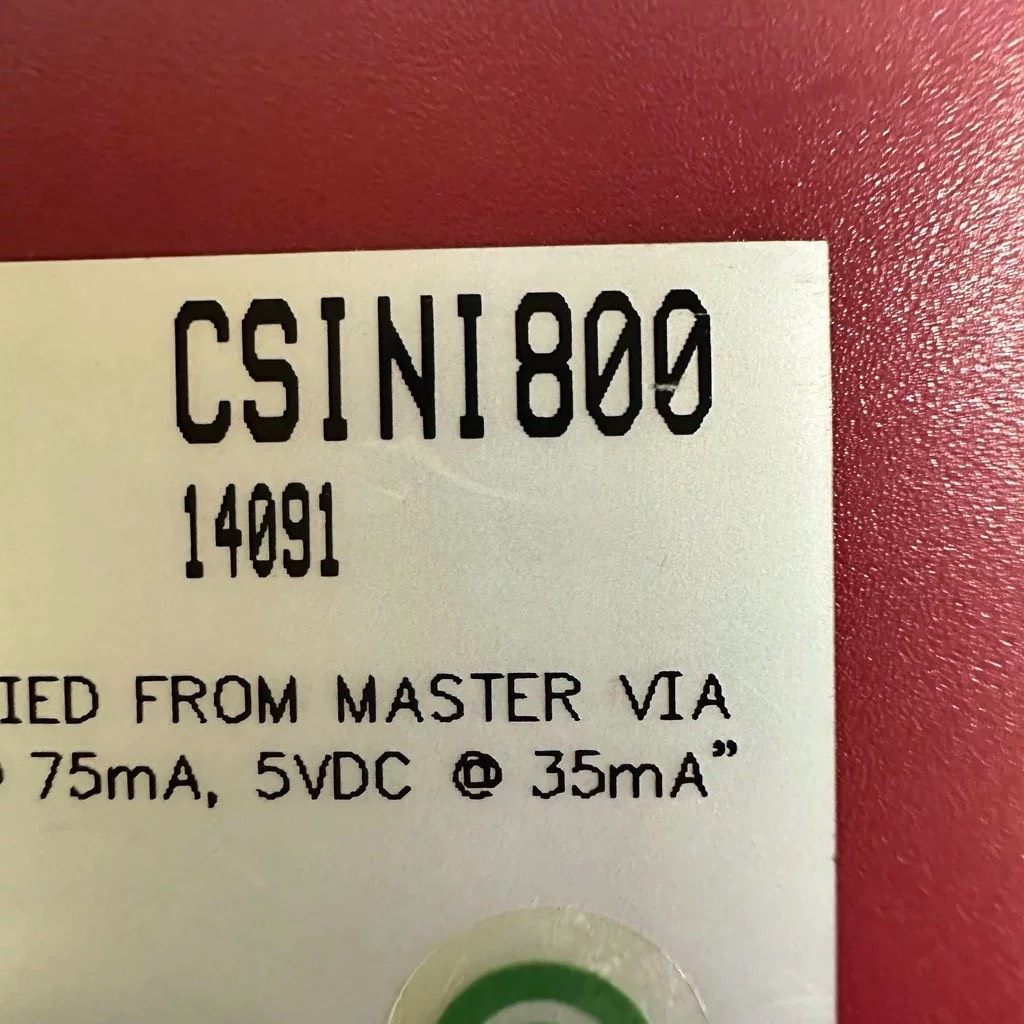 CSINI800
14091
IED FROM MASTER VIA
75mA, 5VDC @ 35mA”